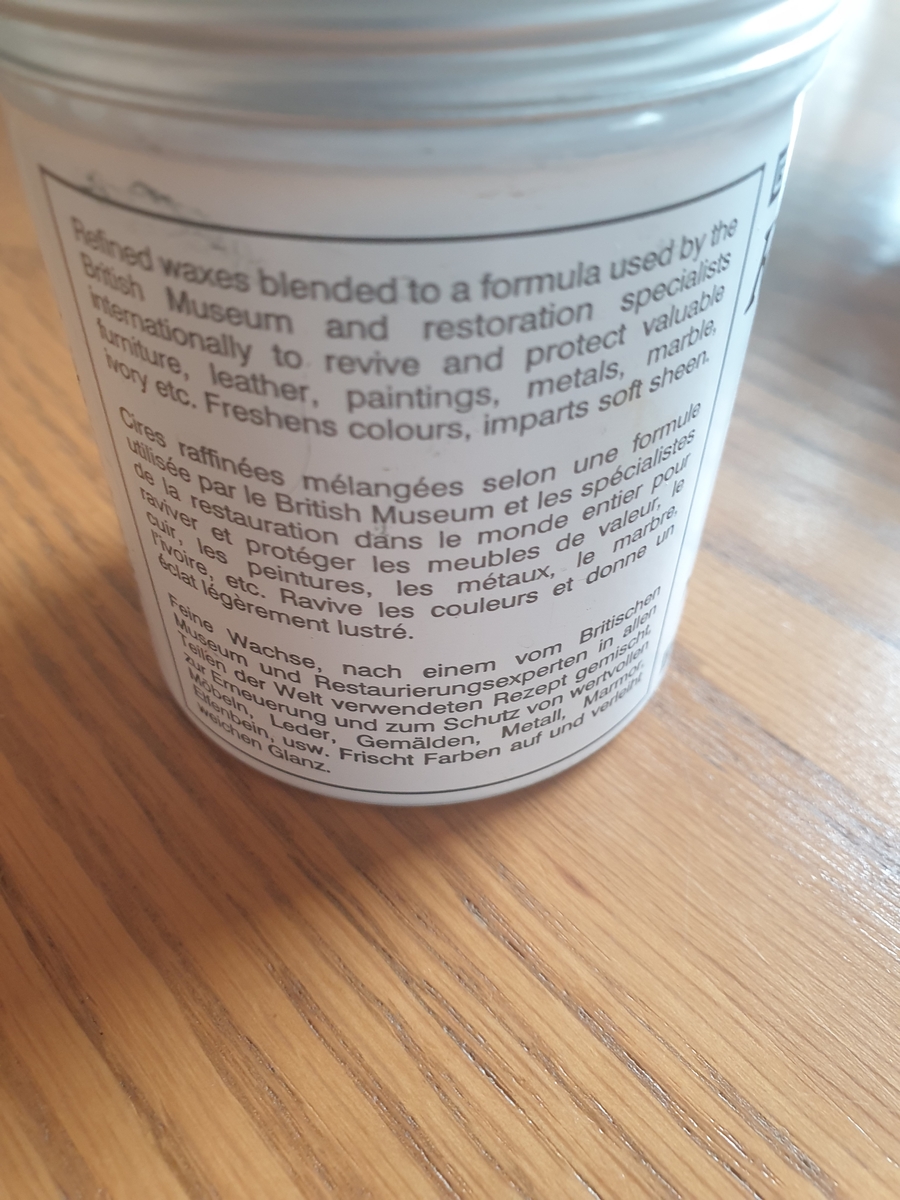 Refined waxes blended to a formula used by the
British Museum and restoration specialists
internationally to revive and protect valuable
furniture, leather, paintings, metals, marble,
ivory etc. Freshens colours, imparts soft sheen.
Cires raffinées mélangées selon une formule
utilisée par le British Museum et les spécialistes
de la restauration dans le monde entier pour
raviver et protéger les meubles de valeur, le
cuir, les peintures, les métaux, le marbre,
l'ivoire, etc. Ravive les couleurs et donne un
éclat légèrement lustré.
Feine Wachse, nach einem vom Britischen
Museum und Restaurierungsexperten in allen
Teilen der Welt verwendeten Rezept gemischt,
zur Erneuerung und zum Schutz von wertvollen
Möbeln, Leder, Gemälden, Metall, Marmor,
Elfenbein, usw. Frischt Farben auf und verleiht
weichen Glanz.